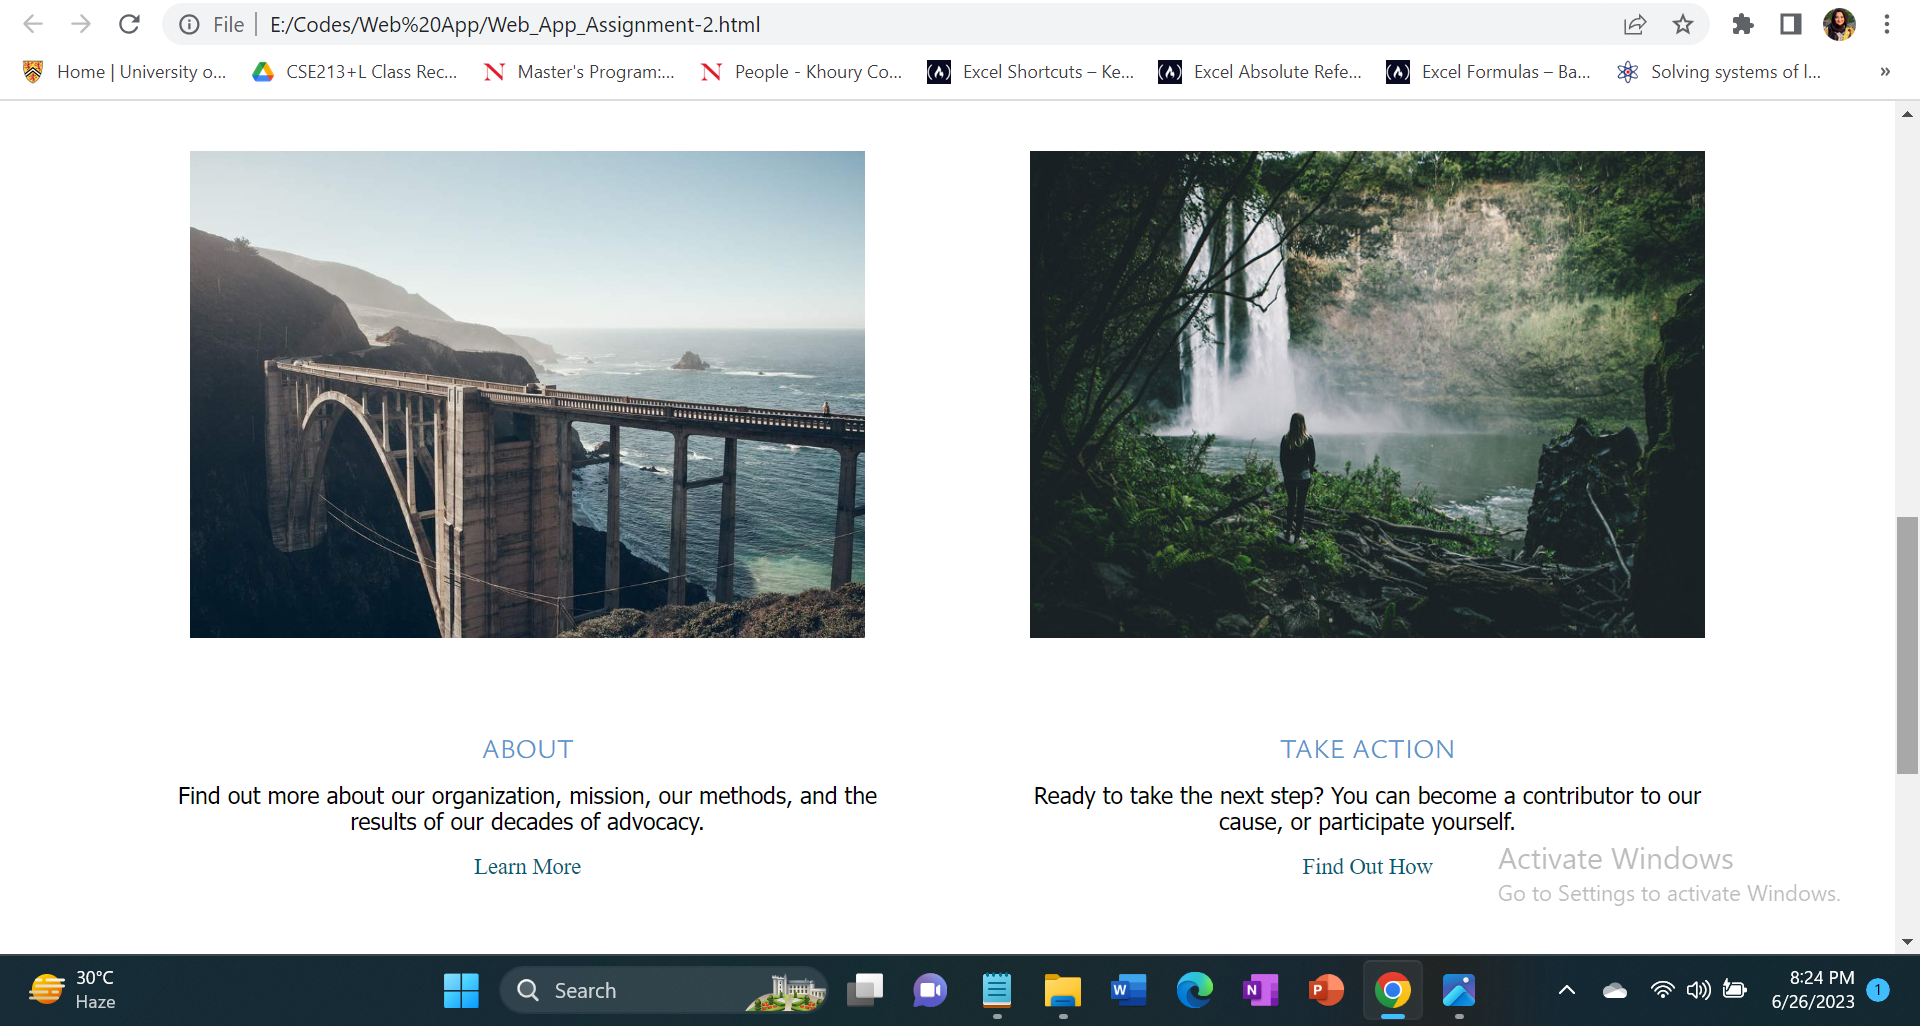 File
E:/Codes/Web%20App/Web_App_Assignment-2.html
Home | University o...
CSE213+L Class Rec...
N
Master's Program:...
N
People - Khoury Co...
Excel Shortcuts – Ke...
Excel Absolute Refe...
Excel Formulas – Ba...
Solving systems of l...
»
ABOUT
Find out more about our organization, mission, our methods, and the
results of our decades of advocacy.
Learn More
TAKE ACTION
Ready to take the next step? You can become a contributor to our
cause, or participate yourself.
Find Out How
Activate Windows
Go to Settings to activate Windows.
30°C
Haze
Search
W
N
P
8:24 PM
6/26/2023
1